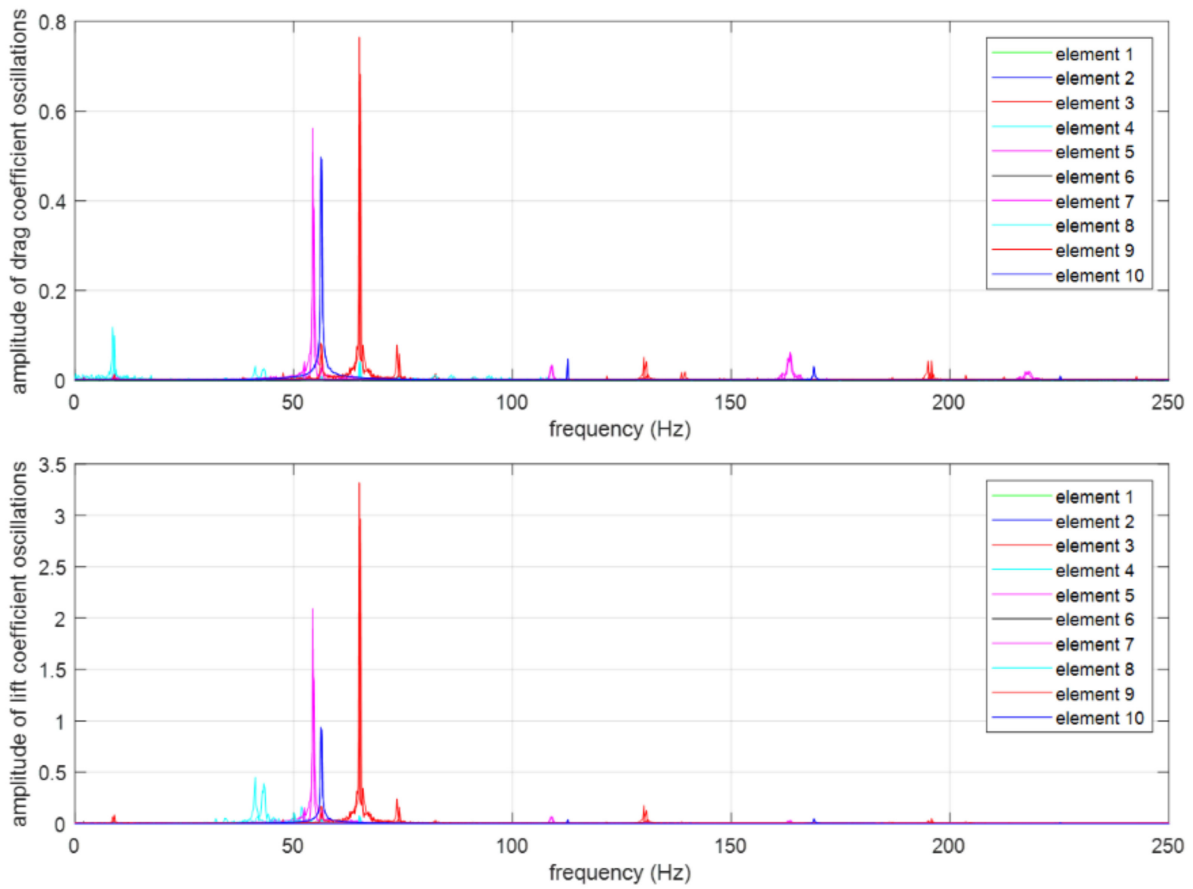 amplitude of drag coefficient oscillations
0.8
0.6
0.4
0.2
0
0
50
100
150
200
250
frequency (Hz)
element 1
element 2
element 3
element 4
element 5
element 6
element 7
element 8
element 9
element 10
amplitude of lift coefficient oscillations
3.5
3
2.5
2
1.5
1
0.5
0
0
50
100
150
200
250
frequency (Hz)
element 1
element 2
element 3
element 4
element 5
element 6
element 7
element 8
element 9
element 10